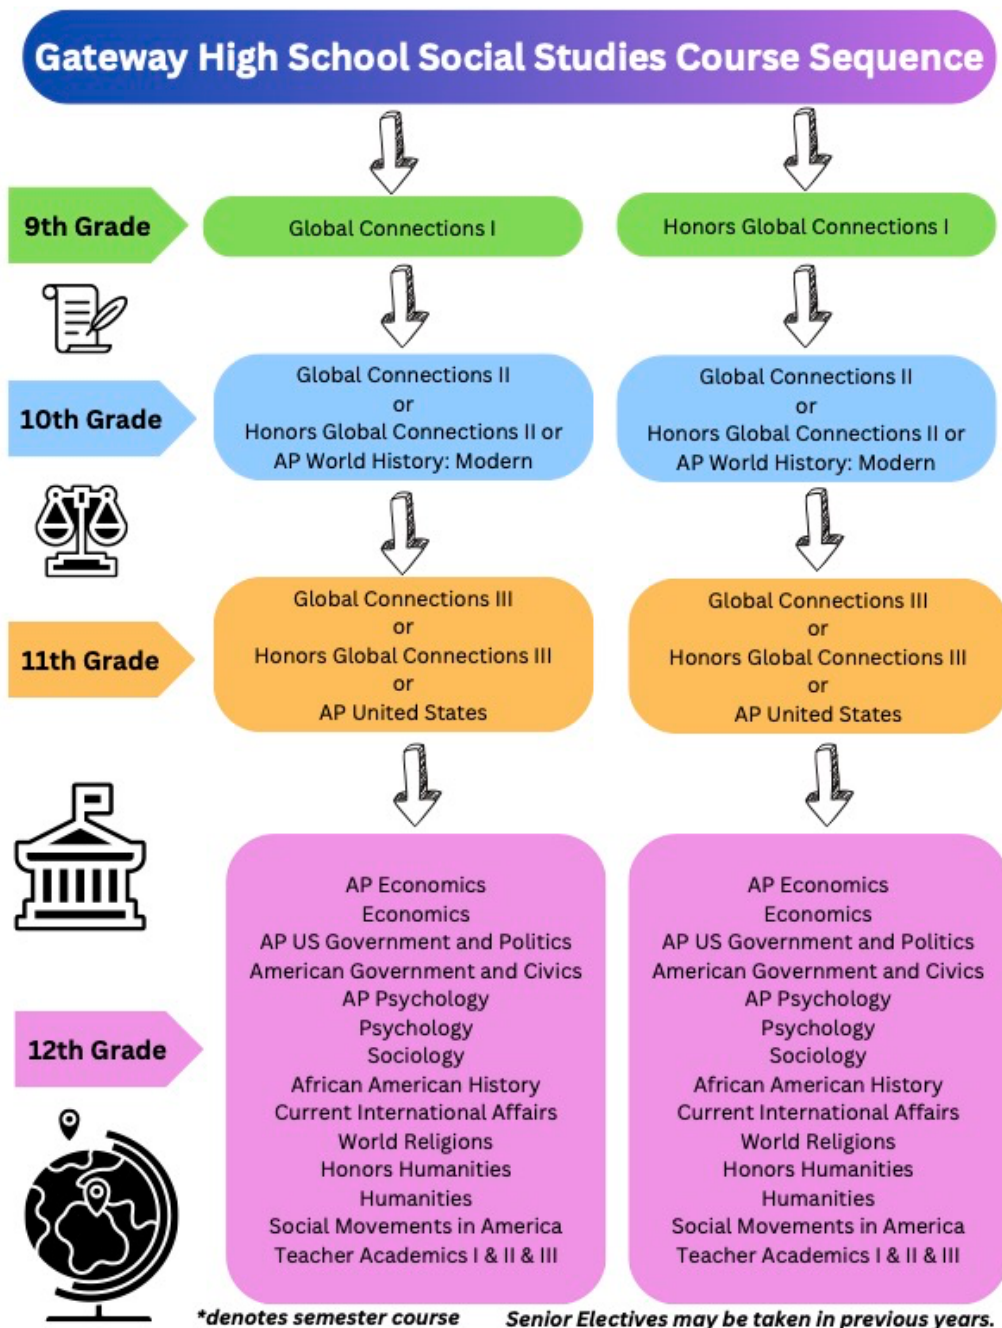 Gateway High School Social Studies Course Sequence
9th Grade
Global Connections I
Honors Global Connections I
10th Grade
Global Connections II
or
Honors Global Connections II or
AP World History: Modern
Global Connections II
or
Honors Global Connections II or
AP World History: Modern
11th Grade
Global Connections III
or
Honors Global Connections III
or
AP United States
Global Connections III
or
Honors Global Connections III
or
AP United States
12th Grade
AP Economics
Economics
AP US Government and Politics
American Government and Civics
AP Psychology
Psychology
Sociology
African American History
Current International Affairs
World Religions
Honors Humanities
Humanities
Social Movements in America
Teacher Academics I & II & III
AP Economics
Economics
AP US Government and Politics
American Government and Civics
AP Psychology
Psychology
Sociology
African American History
Current International Affairs
World Religions
Honors Humanities
Humanities
Social Movements in America
Teacher Academics I & II & III
*denotes semester course
Senior Electives may be taken in previous years.